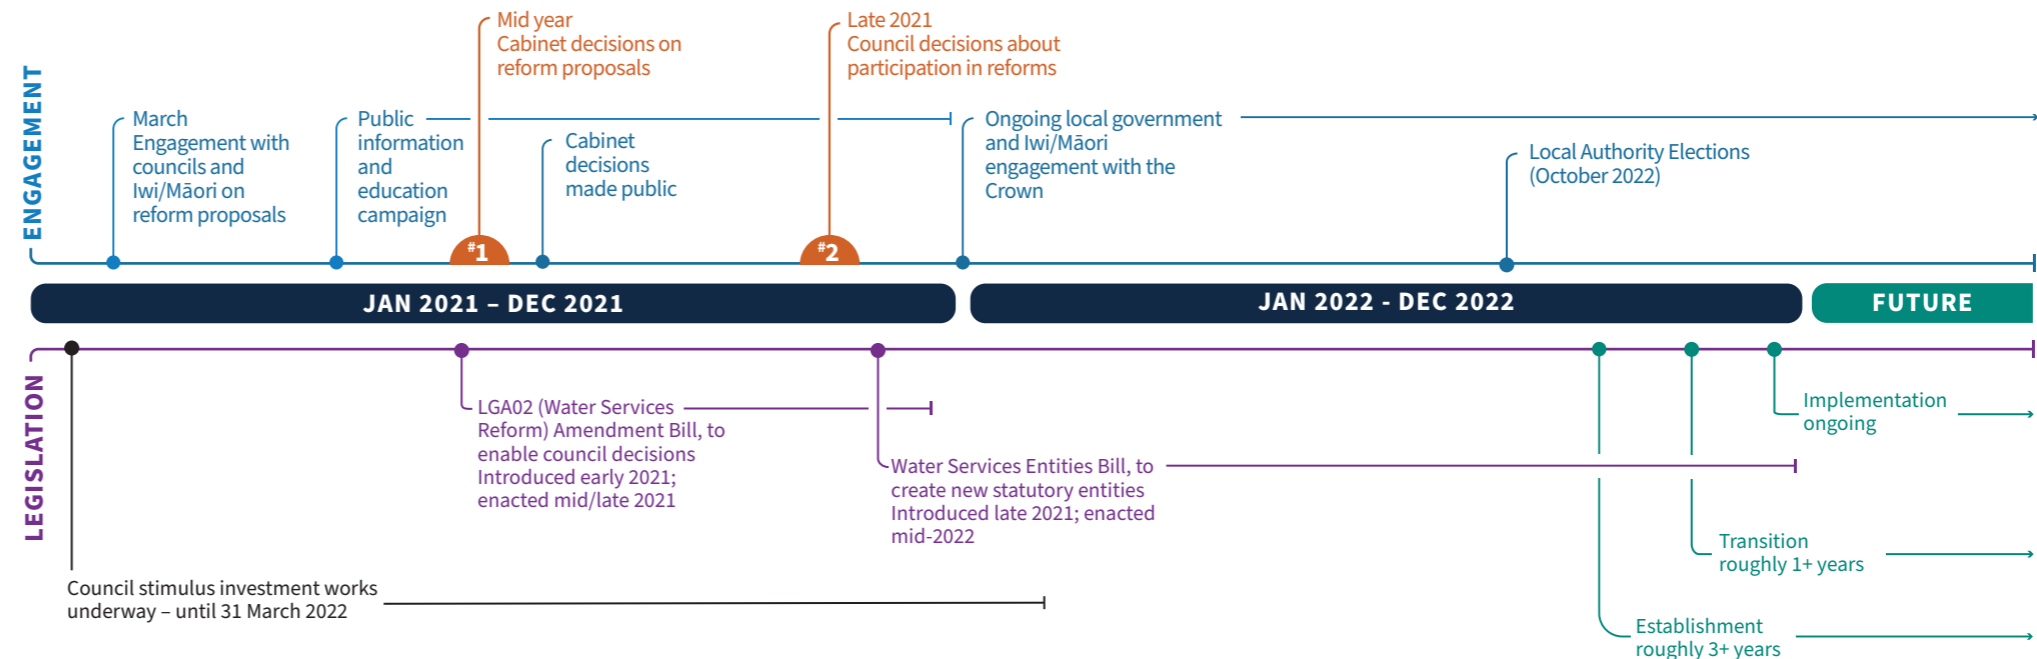 ENGAGEMENT
Mid year
Cabinet decisions on
reform proposals
Late 2021
Council decisions about
participation in reforms
March
Engagement with
councils and
Iwi/Māori on
reform proposals
Public
information
and
education
campaign
Cabinet
decisions
made public
Ongoing local government
and Iwi/Māori
engagement with the
Crown
Local Authority Elections
(October 2022)
#1
#2
JAN 2021 – DEC 2021
JAN 2022 - DEC 2022
FUTURE
LEGISLATION
LGA02 (Water Services
Reform) Amendment Bill, to
enable council decisions
Introduced early 2021;
enacted mid/late 2021
Water Services Entities Bill, to
create new statutory entities
Introduced late 2021; enacted
mid-2022
Implementation
ongoing
Transition
roughly 1+ years
Establishment
roughly 3+ years
Council stimulus investment works
underway – until 31 March 2022